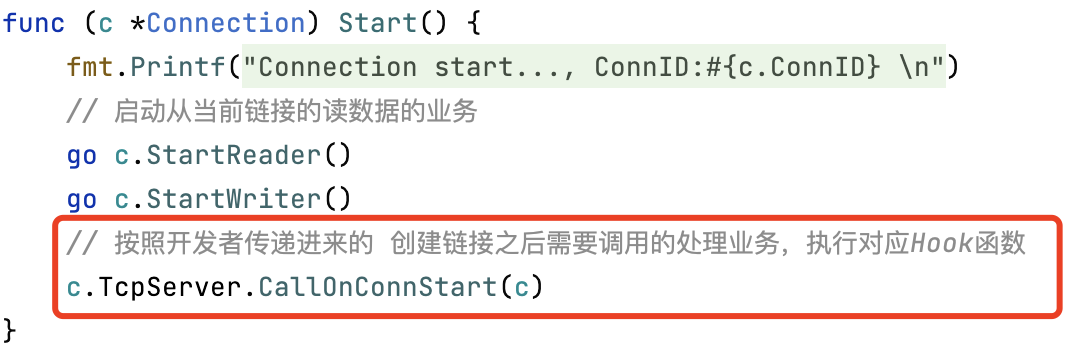 func (c *Connection) Start() {
    fmt.Printf("Connection start..., ConnID:#{c.ConnID} \n")
    // 启动从当前链接的读数据的业务
    go c.StartReader()
    go c.StartWriter()
    // 按照开发者传递进来的 创建链接之后需要调用的处理业务，执行对应Hook函数
    c.TcpServer.CallOnConnStart(c)
}